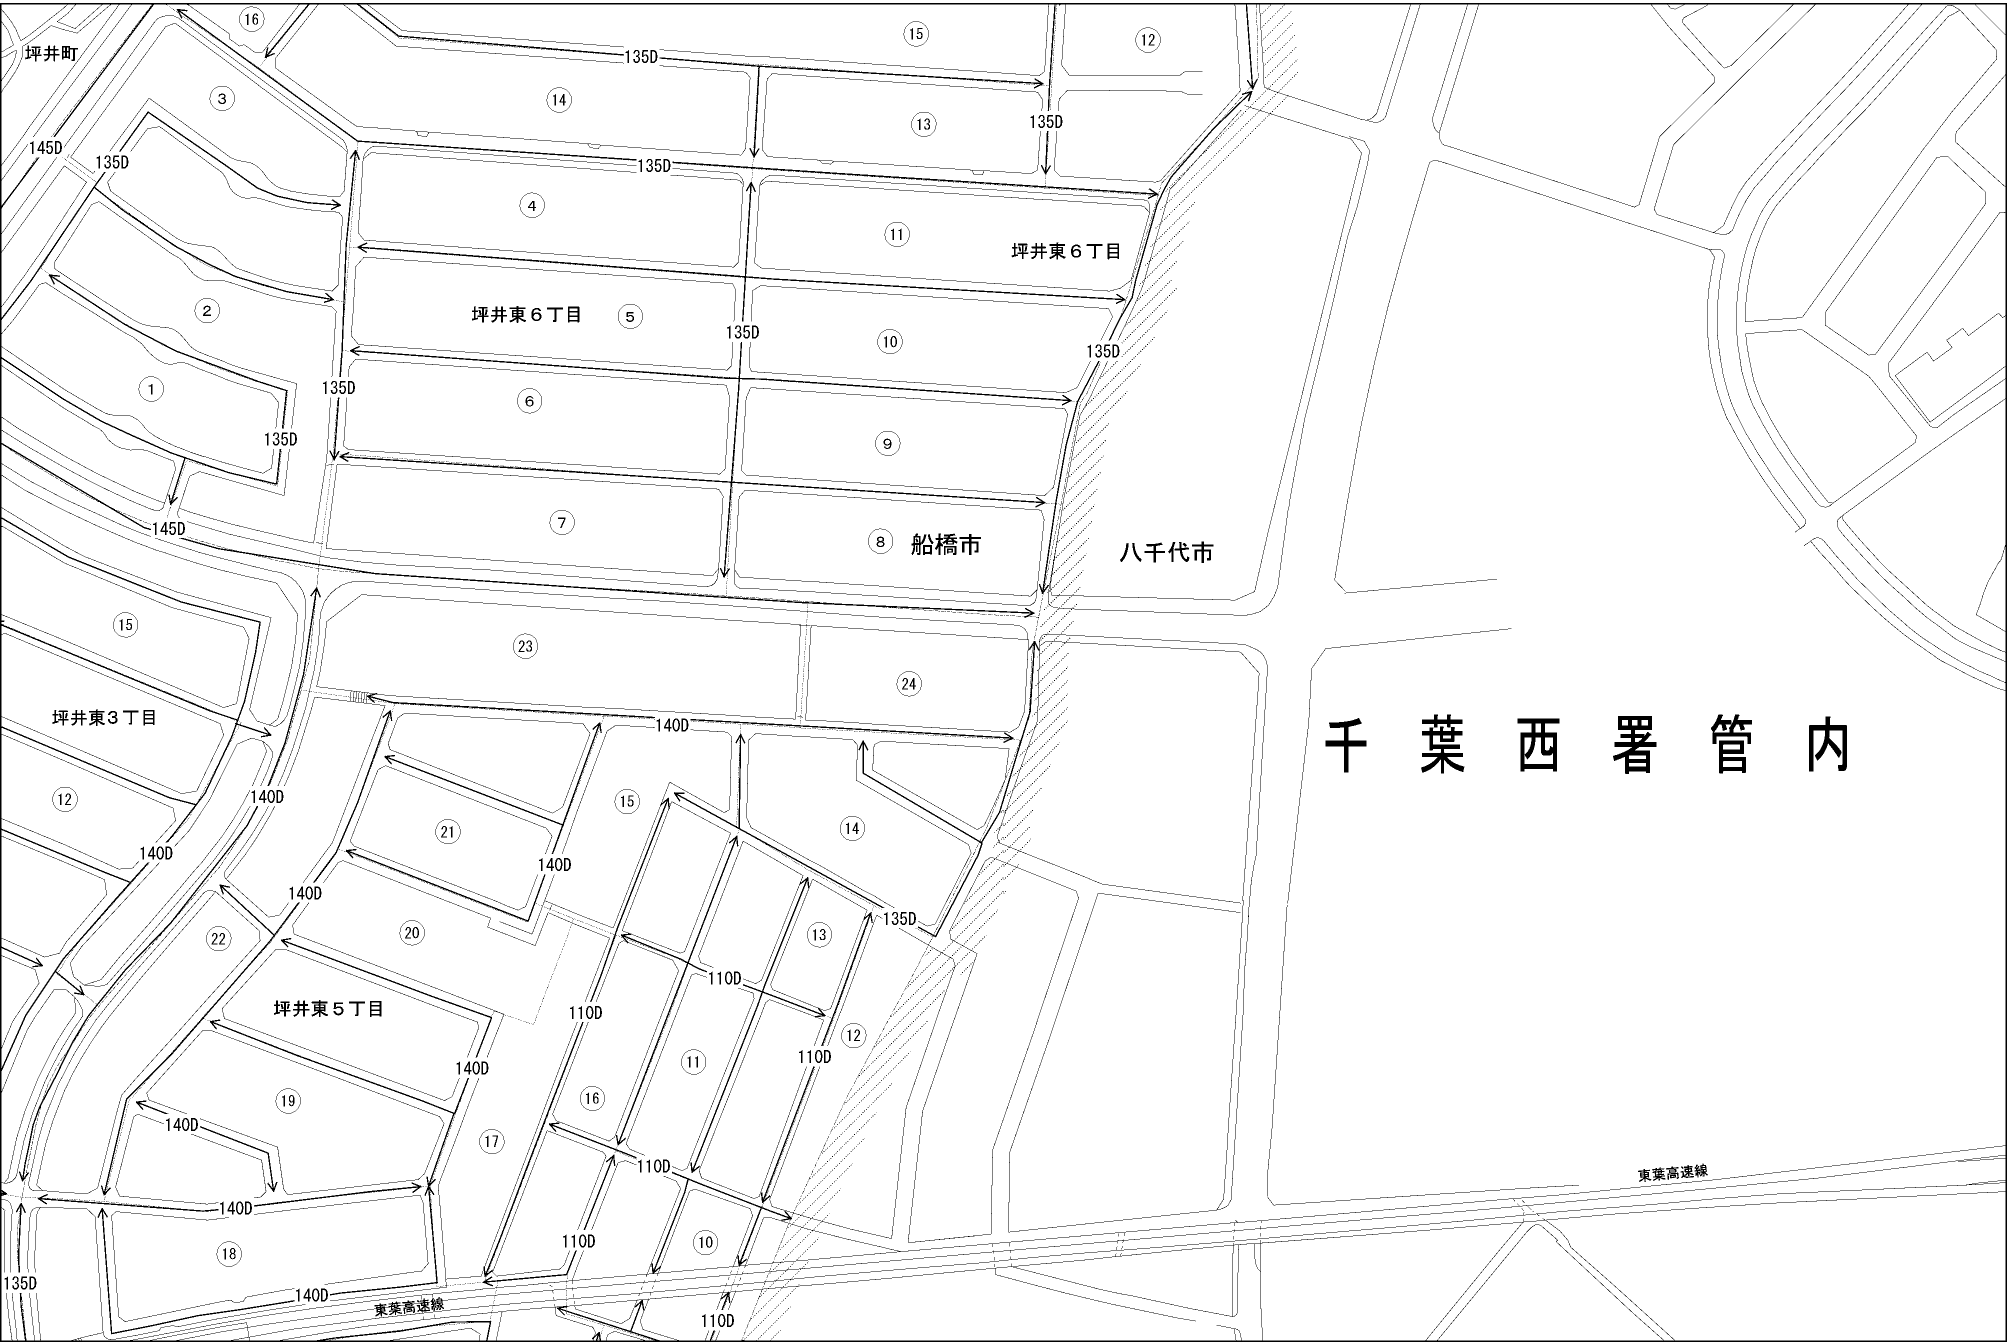 ⑯
坪井町
⑮
⑫
135D
③
⑭
⑬
135D
145D
135D
135D
④
⑪
坪井東６丁目
②
坪井東６丁目
⑤
135D
⑩
135D
①
135D
⑥
135D
⑨
⑦
145D
⑧
船橋市
八千代市
⑮
㉓
㉔
坪井東３丁目
140D
千葉西署管内
⑫
140D
⑮
㉑
⑭
140D
140D
140D
135D
㉒
⑳
⑬
110D
坪井東５丁目
110D
⑫
110D
⑪
140D
⑲
⑯
140D
⑰
110D
東葉高速線
140D
⑱
110D
⑩
135D
140D
東葉高速線
110D